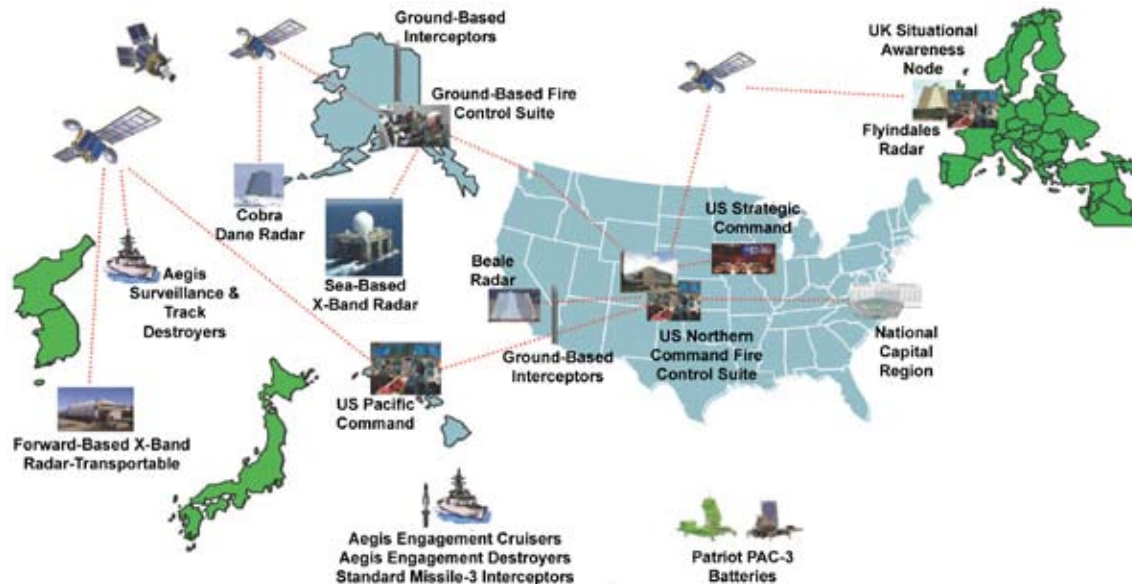 Ground-Based
Interceptors
Ground-Based Fire
Control Suite
UK Situational
Awareness
Node
Flyindales
Radar
Cobra
Dane Radar
Sea-Based
X-Band Radar
Aegis
Surveillance &
Track
Destroyers
US Strategic
Command
Beale
Radar
Ground-Based
Interceptors
US Northern
Command Fire
Control Suite
National
Capital
Region
US Pacific
Command
Forward-Based X-Band
Radar-Transportable
Aegis Engagement Cruisers
Aegis Engagement Destroyers
Standard Missile-3 Interceptors
Patriot PAC-3
Batteries